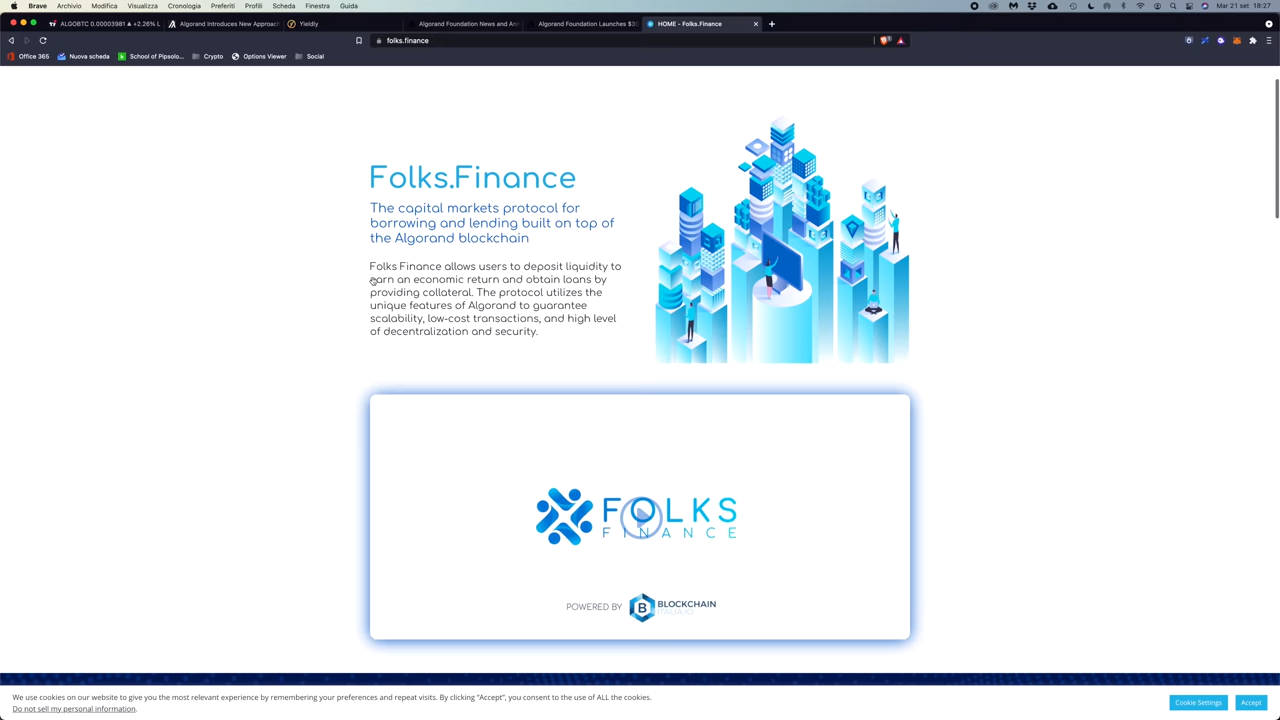 Brave Archivio Modifica Visualizza Cronologia Preferiti Profili Scheda Finestra Guida Mar 21 set 18:27
ALGOBTC 0.00003981 ▲ +2.26% L Algorand Introduces New Approach Yieldly Algorand Foundation News and An Algorand Foundation Launches $30 HOME - Folks.Finance
folks.finance
Office 365 Nuova scheda School of Pipsolo... Crypto Options Viewer Social
Folks.Finance
The capital markets protocol for
borrowing and lending built on top of
the Algorand blockchain
Folks Finance allows users to deposit liquidity to
earn an economic return and obtain loans by
providing collateral. The protocol utilizes the
unique features of Algorand to guarantee
scalability, low-cost transactions, and high level
of decentralization and security.
FOLKS
FINANCE
POWERED BY B BLOCKCHAIN
ITALIA.IO
We use cookies on our website to give you the most relevant experience by remembering your preferences and repeat visits. By clicking “Accept”, you consent to the use of ALL the cookies.
Do not sell my personal information.
Cookie Settings Accept